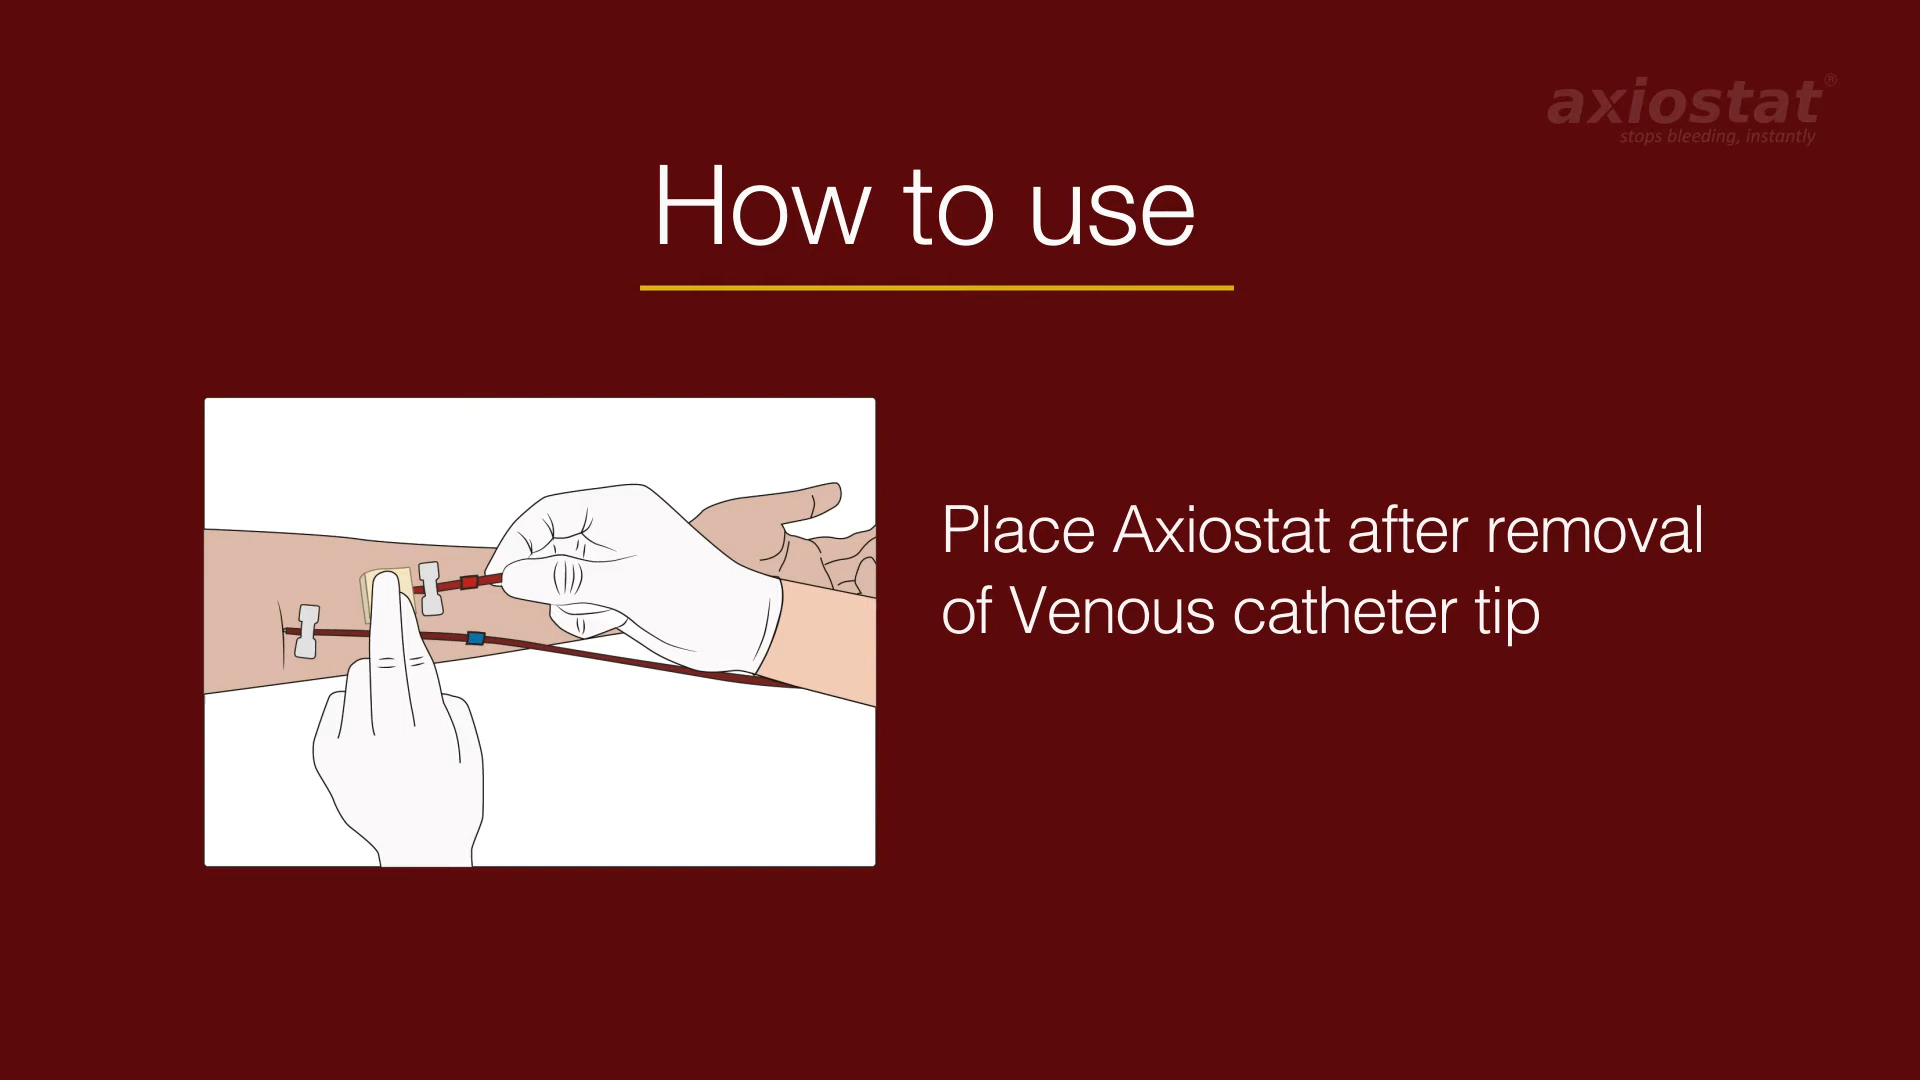 axiostat®
stops bleeding, instantly
How to use
Place Axiostat after removal
of Venous catheter tip